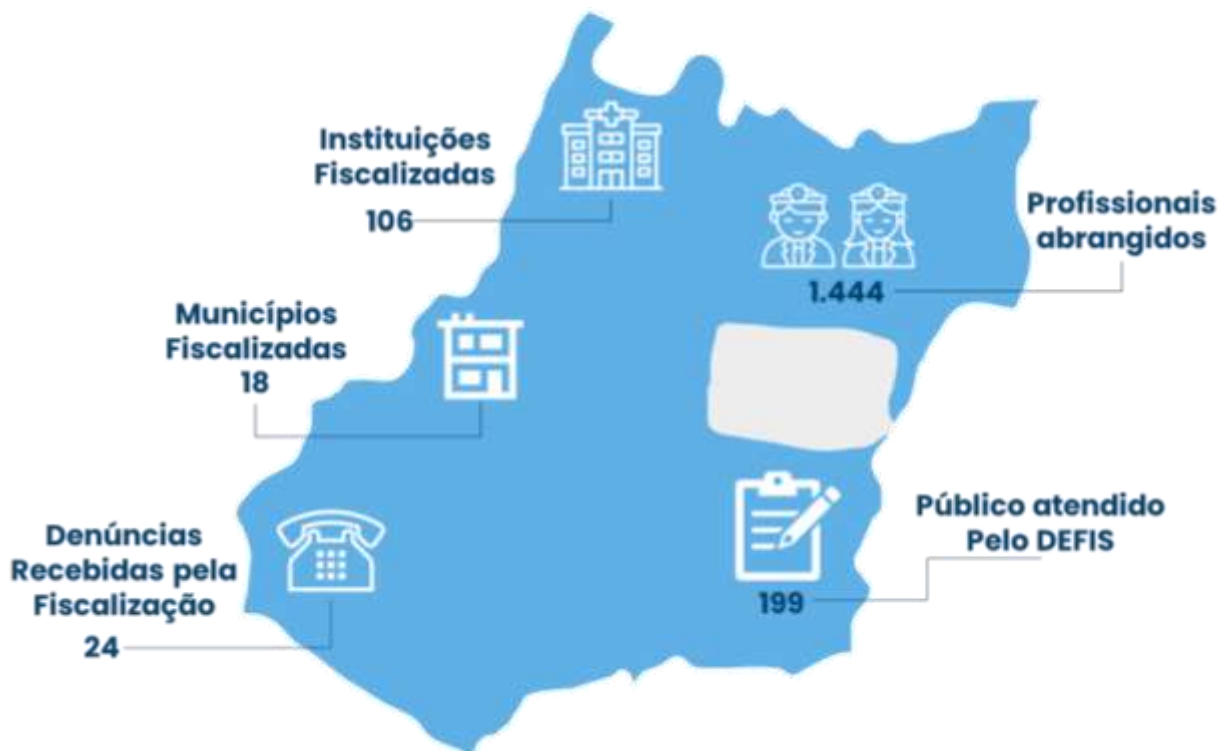 Instituições
Fiscalizadas
106
Profissionais
abrangidos
1.444
Municípios
Fiscalizadas
18
Denúncias
Recebidas pela
Fiscalização
24
Público atendido
Pelo DEFIS
199